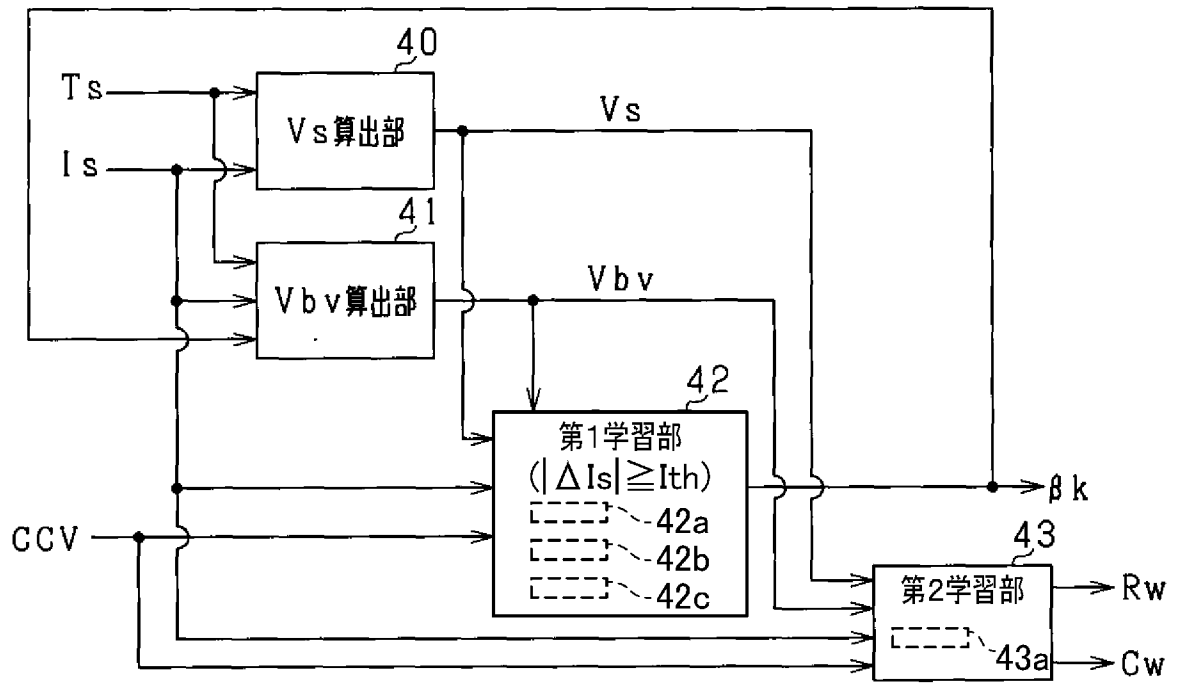 40
Ts
Vs算出部
Vs
Is
41
Vbv算出部
Vbv
42
第1学習部
(|ΔIs|≧Ith)
βk
42a
CCV
42b
43
42c
第2学習部
Rw
43a
Cw